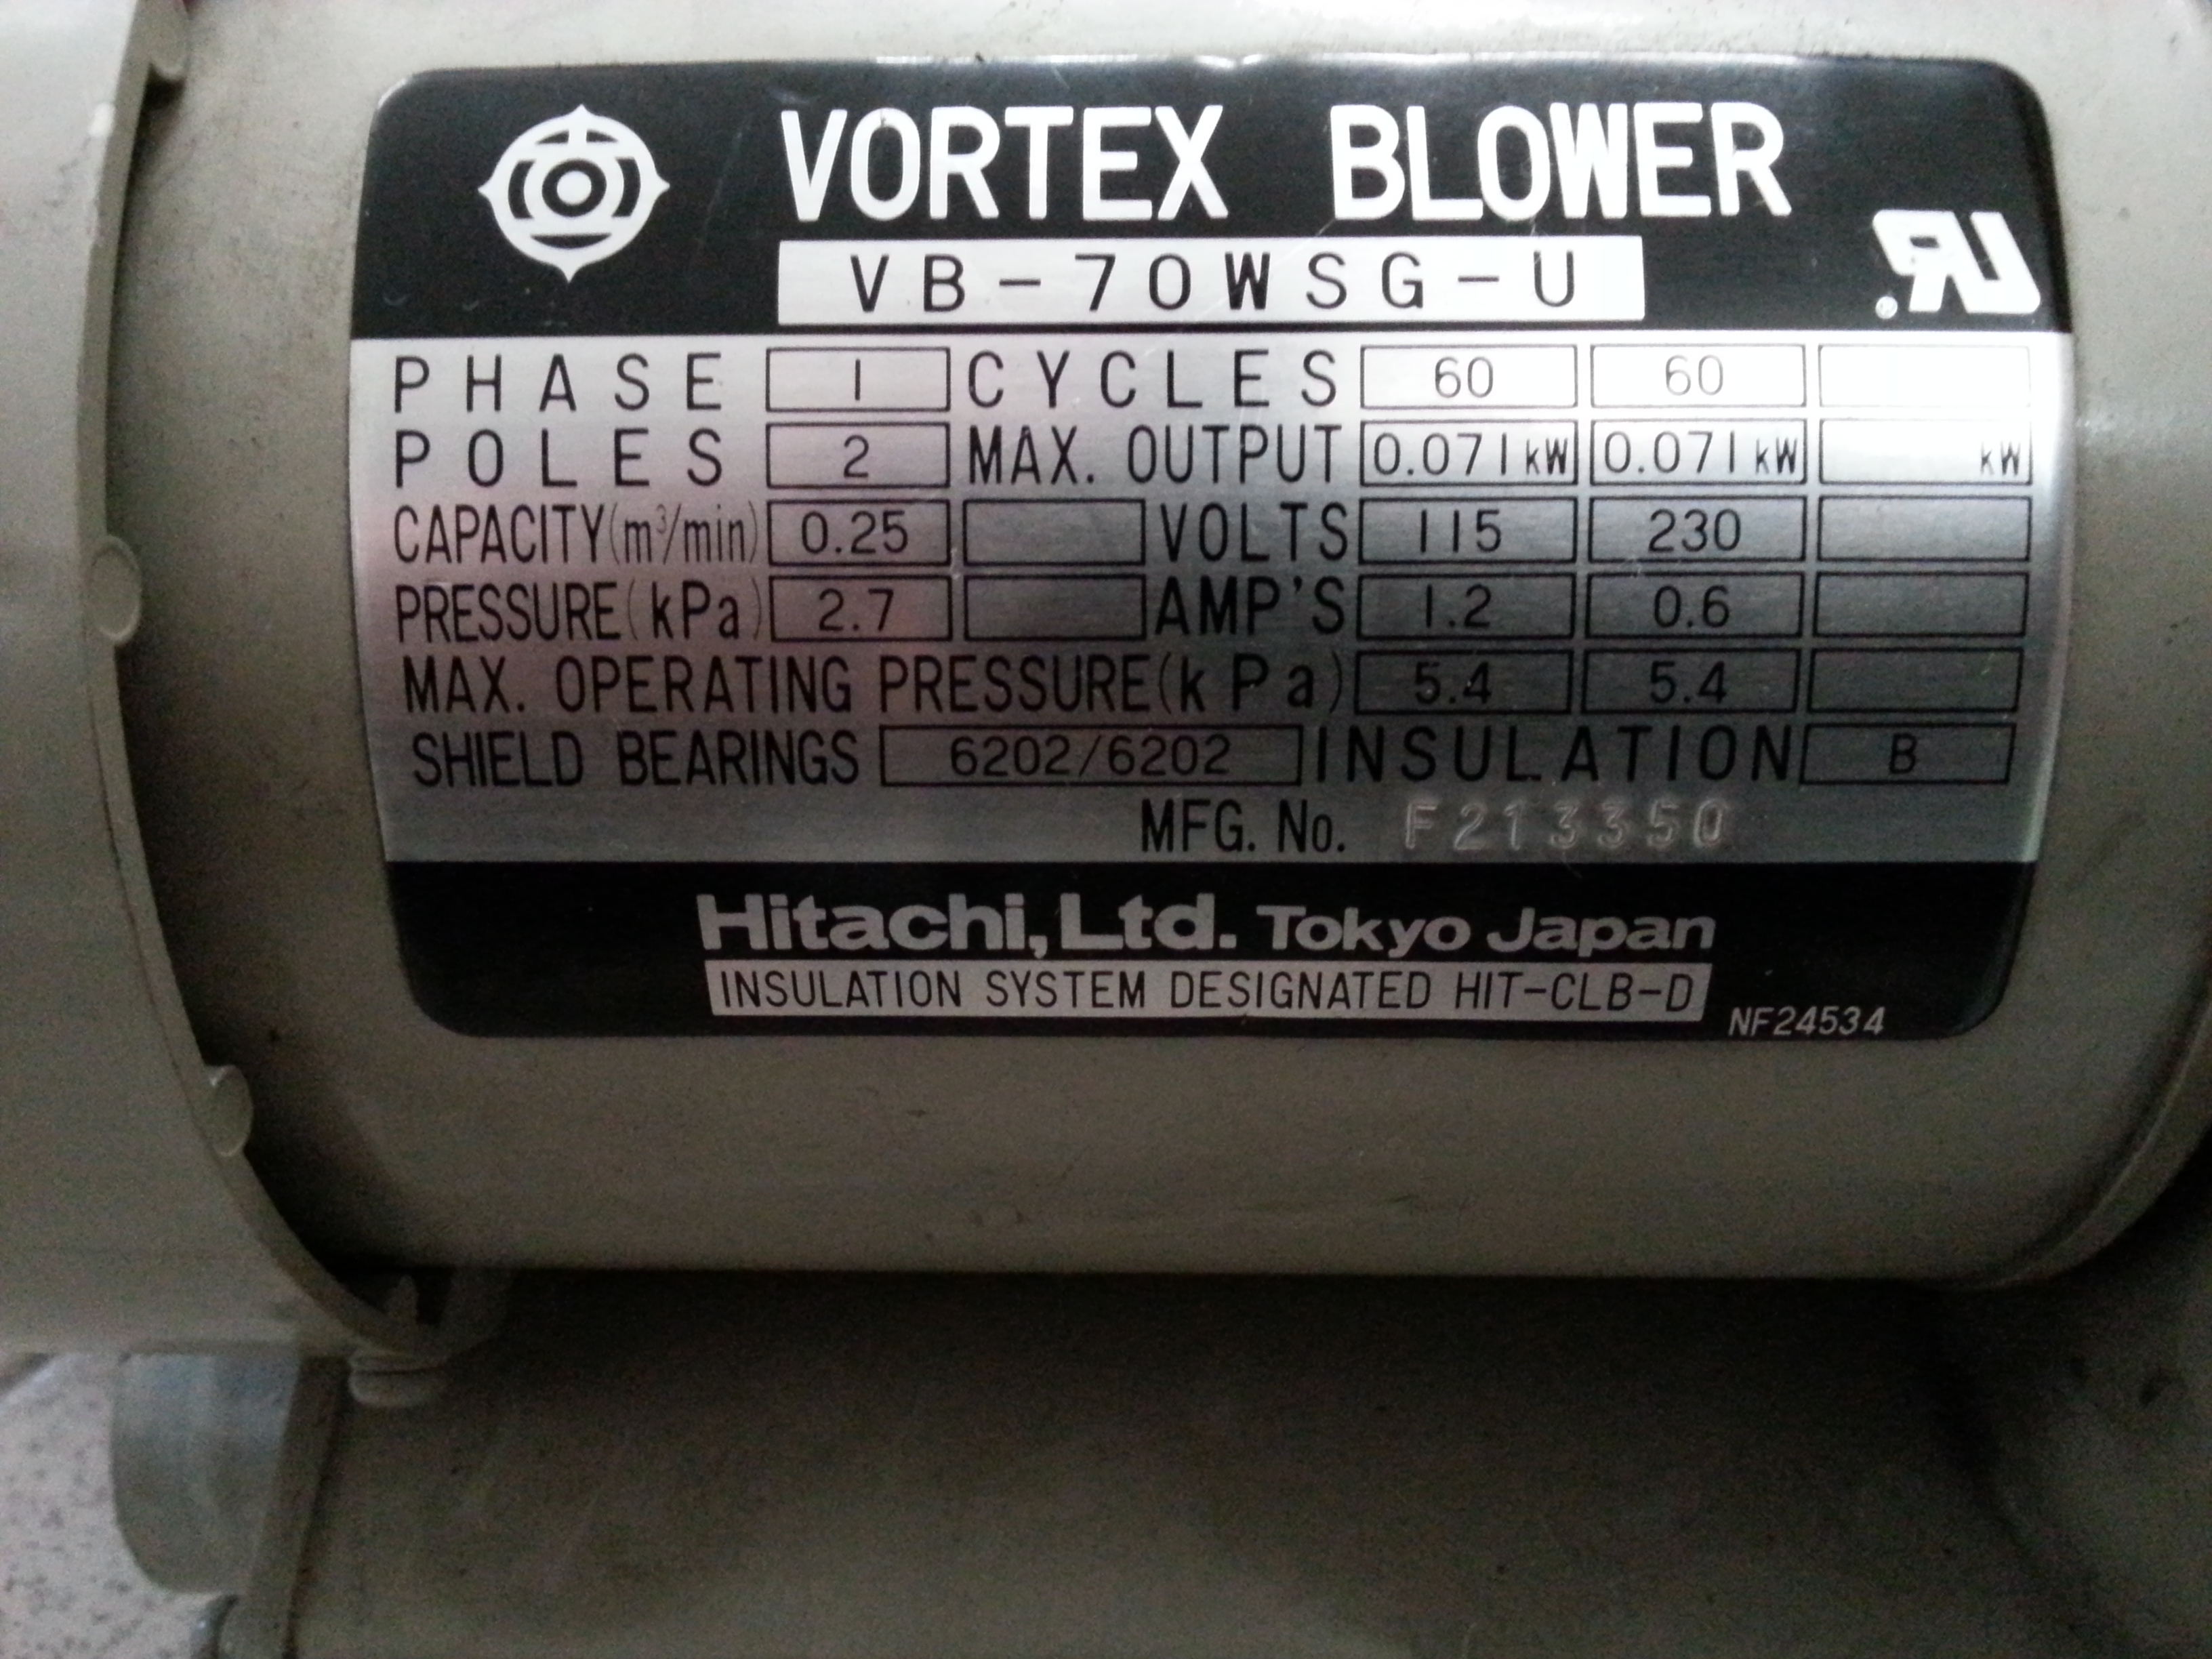 VORTEX BLOWER
VB-70WSG-U
PHASE 1 CYCLES 60 60
POLES 2 MAX. OUTPUT 0.071kW 0.071kW kW
CAPACITY(m³/min) 0.25 VOLTS 115 230
PRESSURE(kPa) 2.7 AMP'S 1.2 0.6
MAX. OPERATING PRESSURE(kPa) 5.4 5.4
SHIELD BEARINGS 6202/6202 INSULATION B
MFG. No. F213350
Hitachi, Ltd. Tokyo Japan
INSULATION SYSTEM DESIGNATED HIT-CLB-D
NF24534